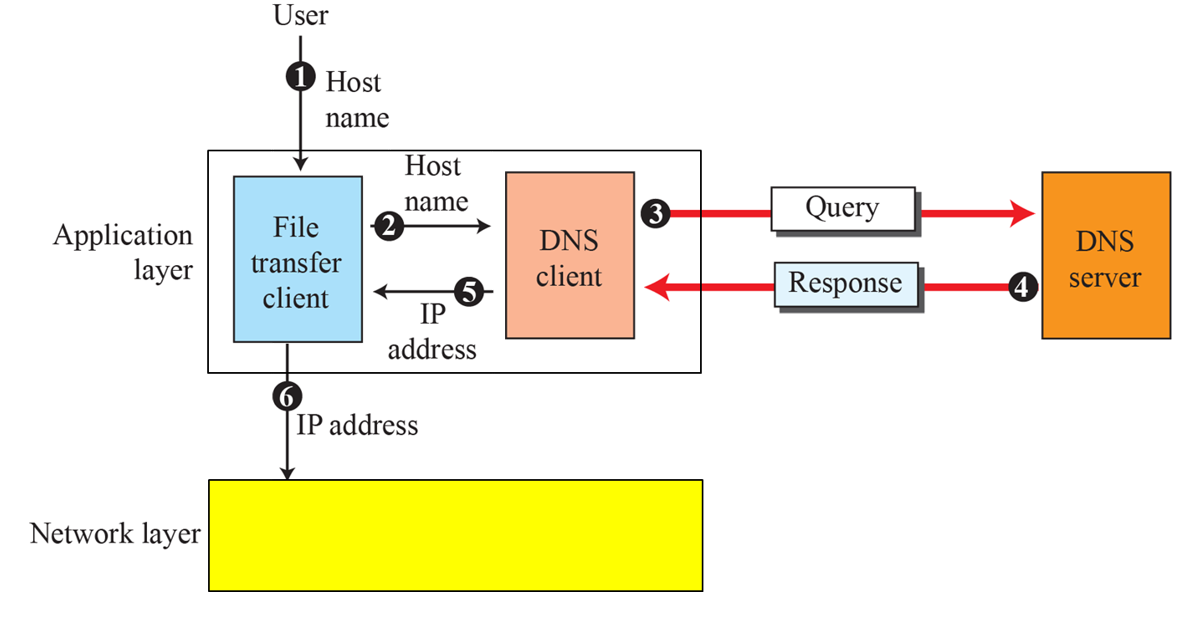 User
1
Host
name
Application
layer
File
transfer
client
Host
name
2
5
IP
address
DNS
client
3
Query
Response
4
DNS
server
6
IP address
Network layer